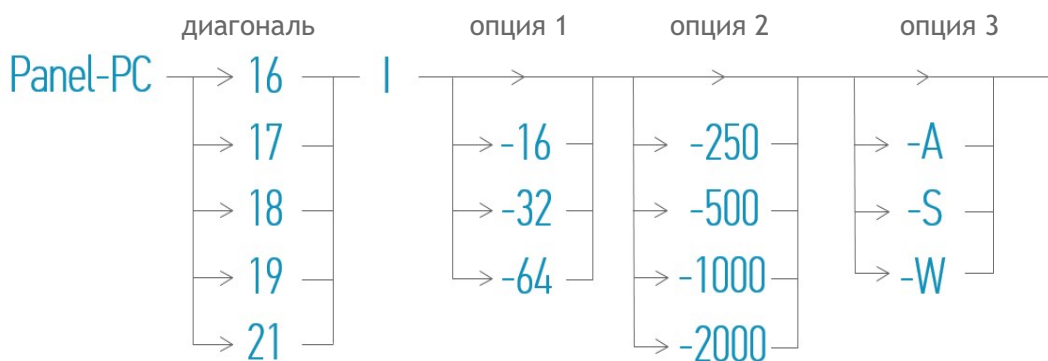 диагональ опция 1 опция 2 опция 3
Panel-PC 16 I
17 -16 -250 -A
18 -32 -500 -S
19 -64 -1000 -W
21 -2000